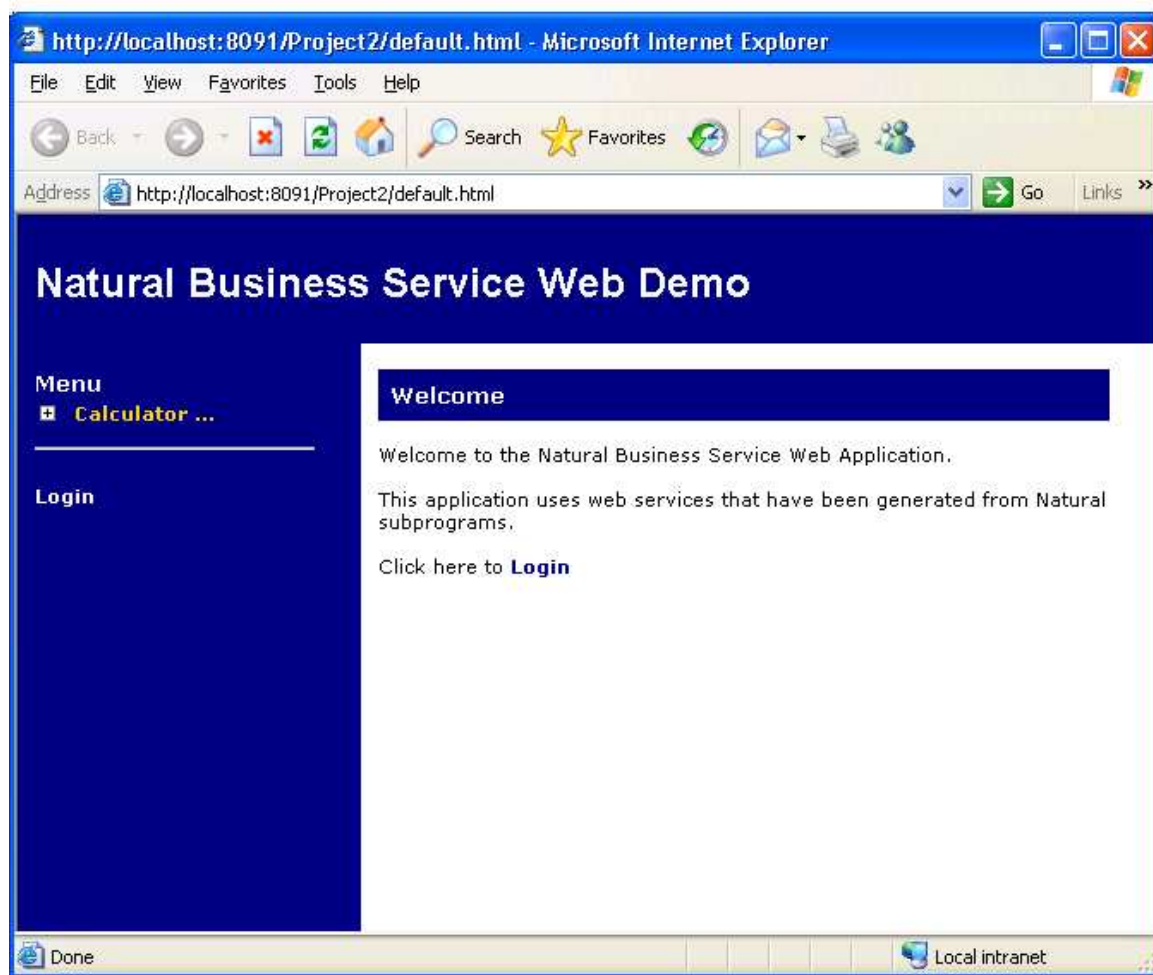 http://localhost:8091/Project2/default.html - Microsoft Internet Explorer
File Edit View Favorites Tools Help
Back Search Favorites
Address http://localhost:8091/Project2/default.html Go Links »
Natural Business Service Web Demo
Menu
Calculator ...
Login
Welcome
Welcome to the Natural Business Service Web Application.
This application uses web services that have been generated from Natural
subprograms.
Click here to Login
Done Local intranet